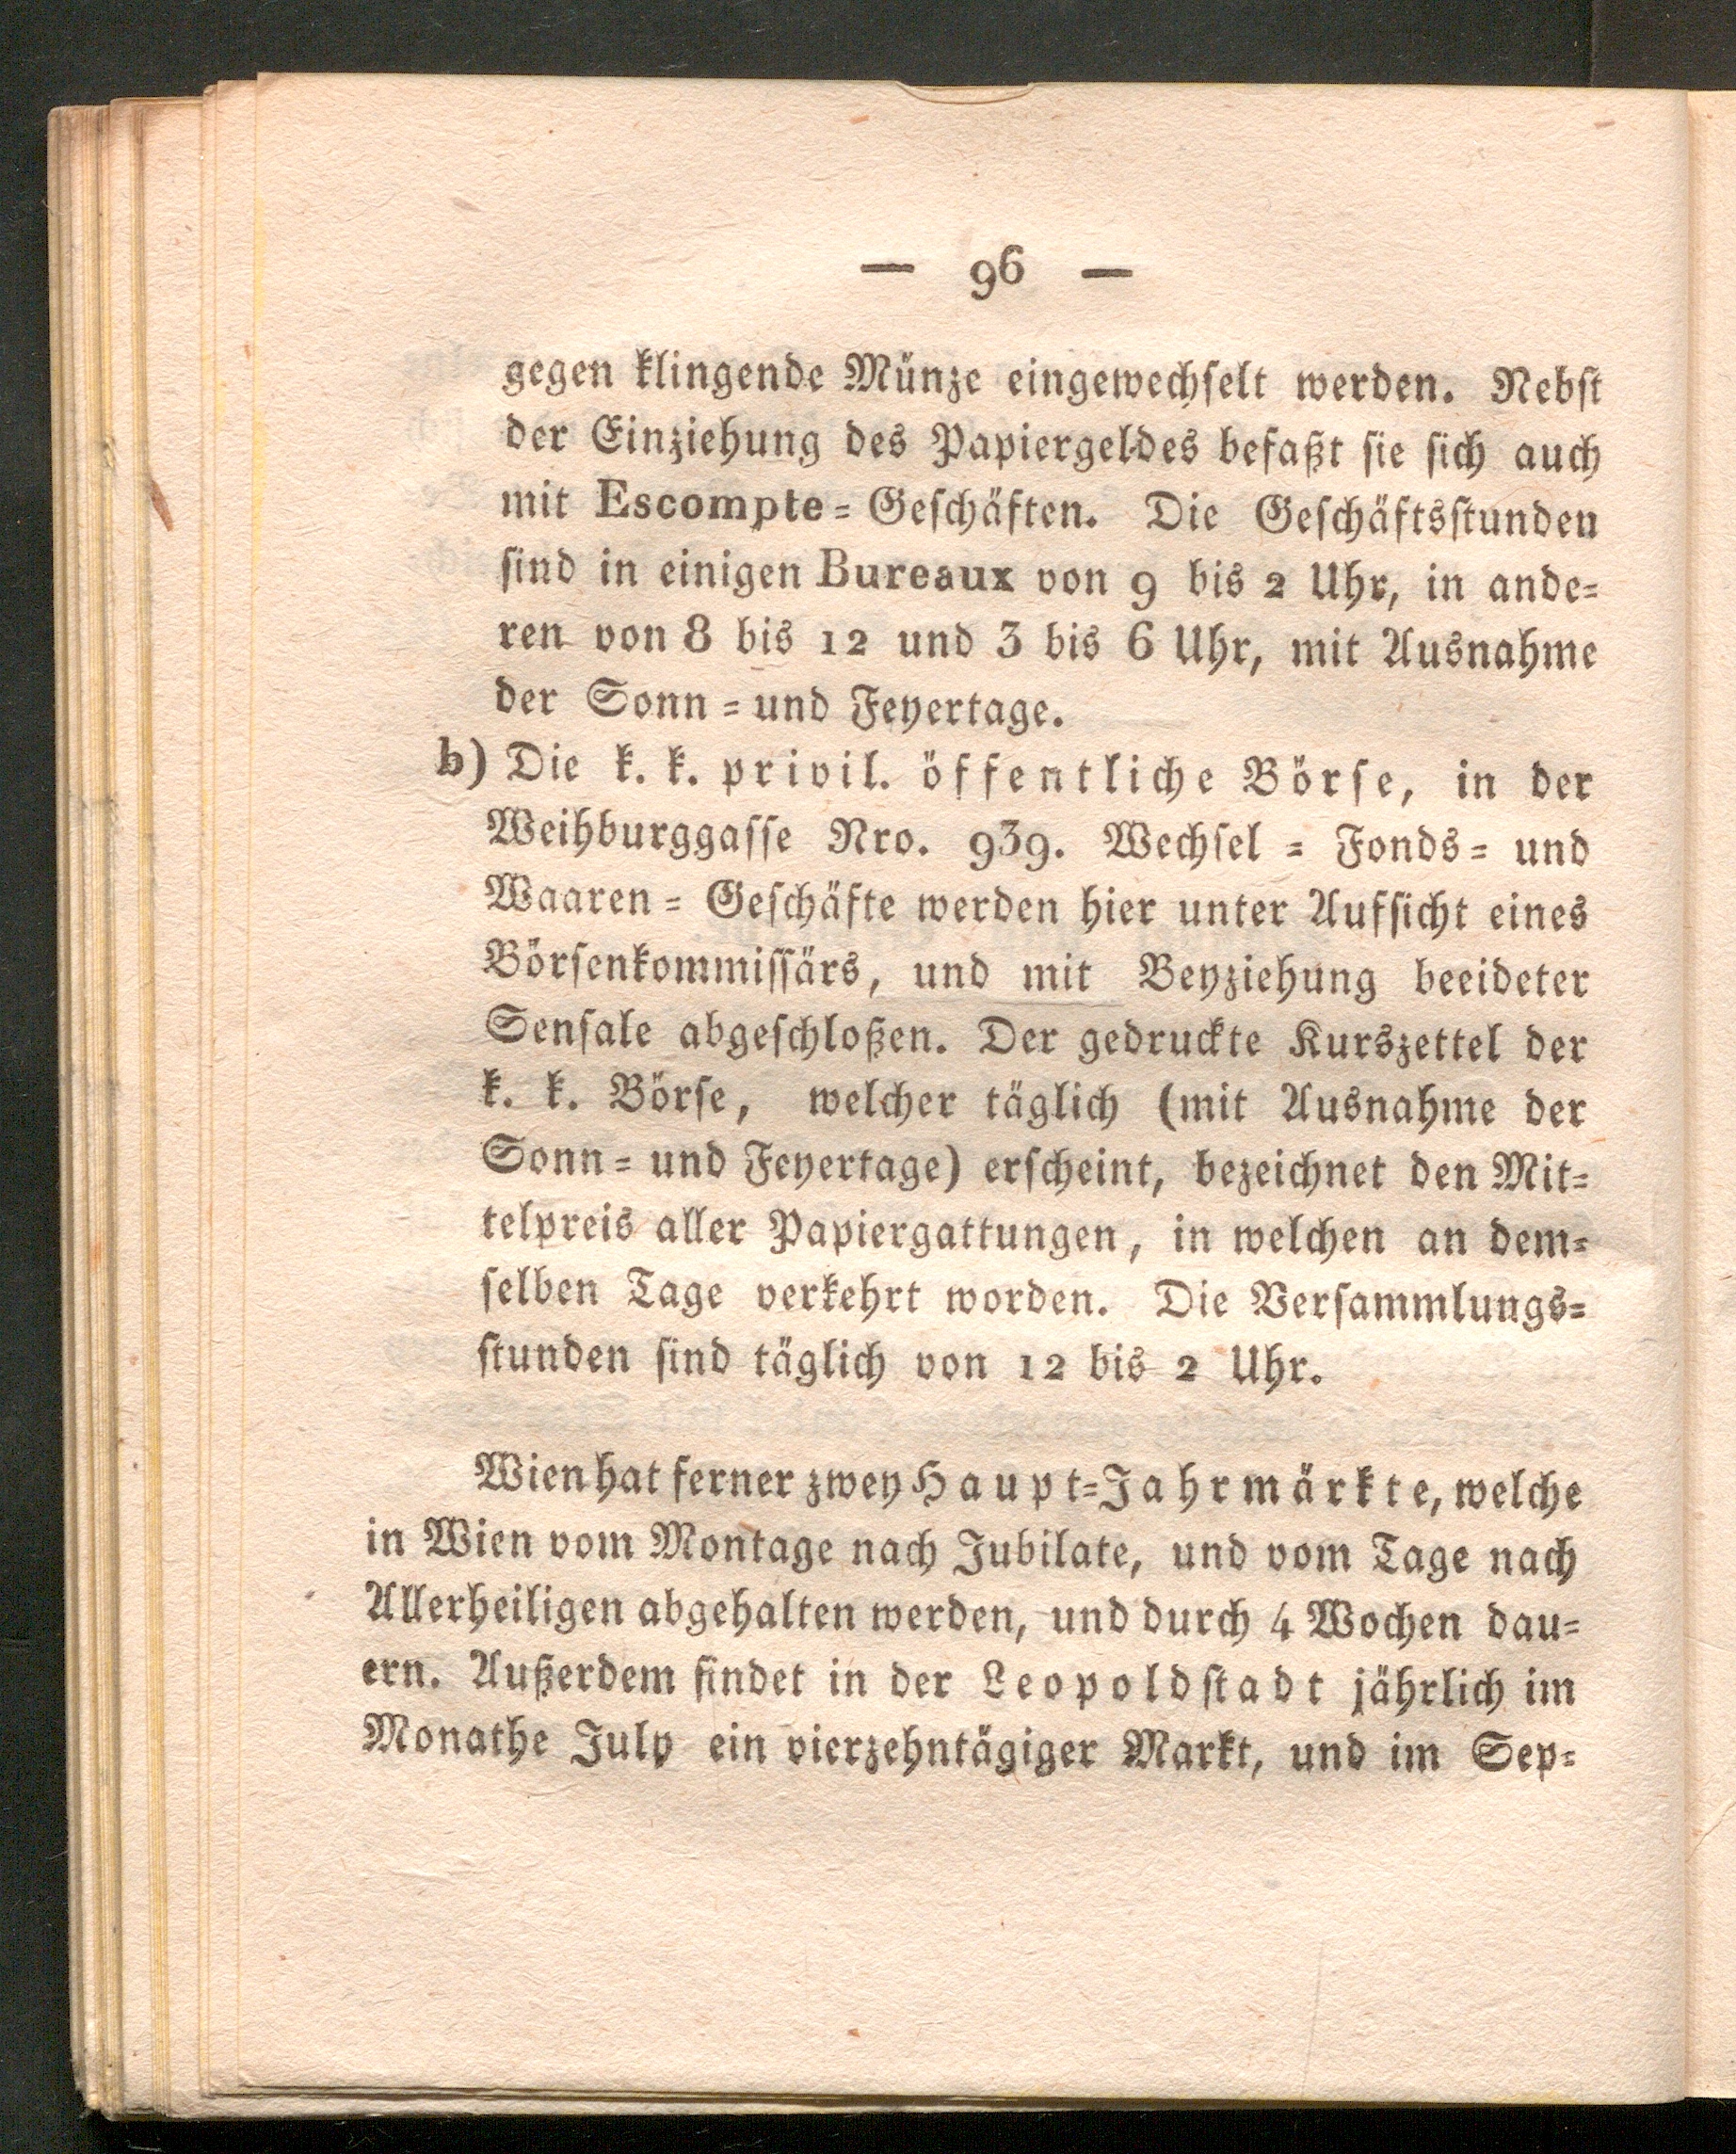 — 96 —
gegen klingende Münze eingewechselt werden. Nebst
der Einziehung des Papiergeldes befaßt sie sich auch
mit Escompte-Geschäften. Die Geschäftsstunden
sind in einigen Bureaux von 9 bis 2 Uhr, in ande-
ren von 8 bis 12 und 3 bis 6 Uhr, mit Ausnahme
der Sonn- und Feyertage.
b) Die k. k. privil. öffentliche Börse, in der
Weihburggasse Nro. 939. Wechsel- Fonds- und
Waaren-Geschäfte werden hier unter Aufsicht eines
Börsenkommissärs, und mit Beyziehung beeideter
Sensale abgeschloßen. Der gedruckte Kurszettel der
k. k. Börse, welcher täglich (mit Ausnahme der
Sonn- und Feyertage) erscheint, bezeichnet den Mit-
telpreis aller Papiergattungen, in welchen an dem-
selben Tage verkehrt worden. Die Versammlungs-
stunden sind täglich von 12 bis 2 Uhr.
Wien hat ferner zwey Haupt-Jahrmärkte, welche
in Wien vom Montage nach Jubilate, und vom Tage nach
Allerheiligen abgehalten werden, und durch 4 Wochen dau-
ern. Außerdem findet in der Leopoldstadt jährlich im
Monathe July ein vierzehntägiger Markt, und im Sep-